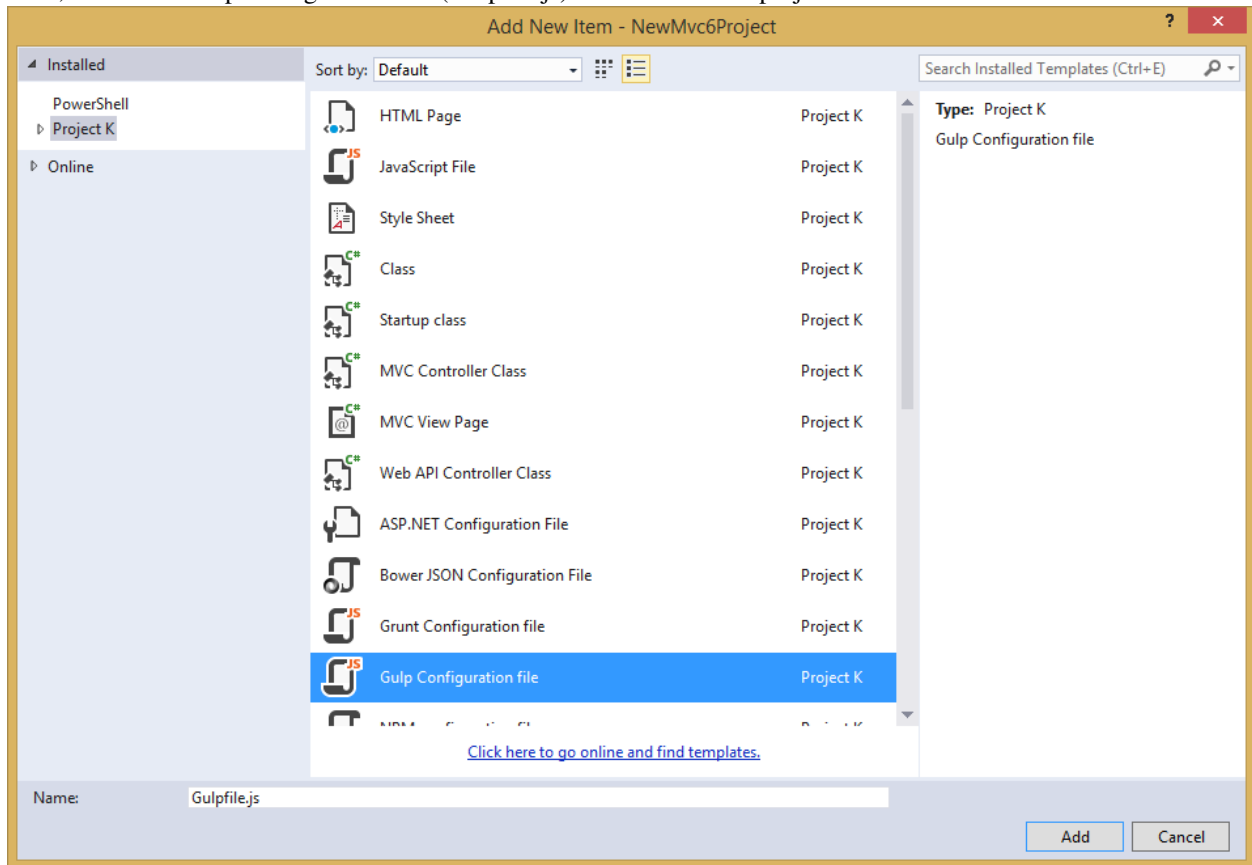 Add New Item - NewMvc6Project
?
Installed
PowerShell
Project K
Online
Sort by: Default
Search Installed Templates (Ctrl+E)
HTML Page Project K
JavaScript File Project K
Style Sheet Project K
Class Project K
Startup class Project K
MVC Controller Class Project K
MVC View Page Project K
Web API Controller Class Project K
ASP.NET Configuration File Project K
Bower JSON Configuration File Project K
Grunt Configuration file Project K
Gulp Configuration file Project K
Type: Project K
Gulp Configuration file
Click here to go online and find templates.
Name: Gulpfile.js
Add Cancel